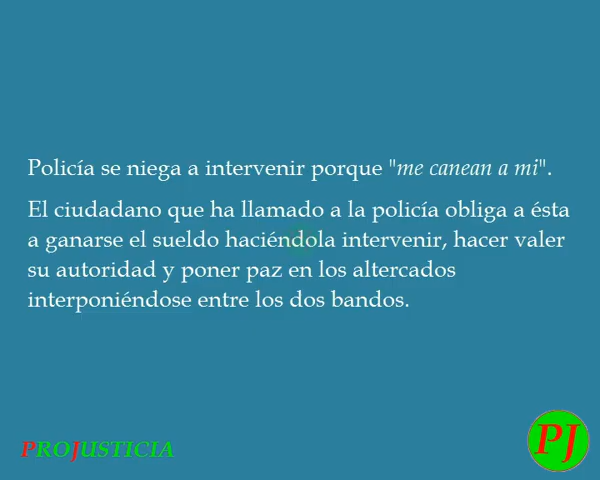 Policía se niega a intervenir porque "me canean a mi".
El ciudadano que ha llamado a la policía obliga a ésta
a ganarse el sueldo haciéndola intervenir, hacer valer
su autoridad y poner paz en los altercados
interponiéndose entre los dos bandos.
PROJUSTICIA
PJ